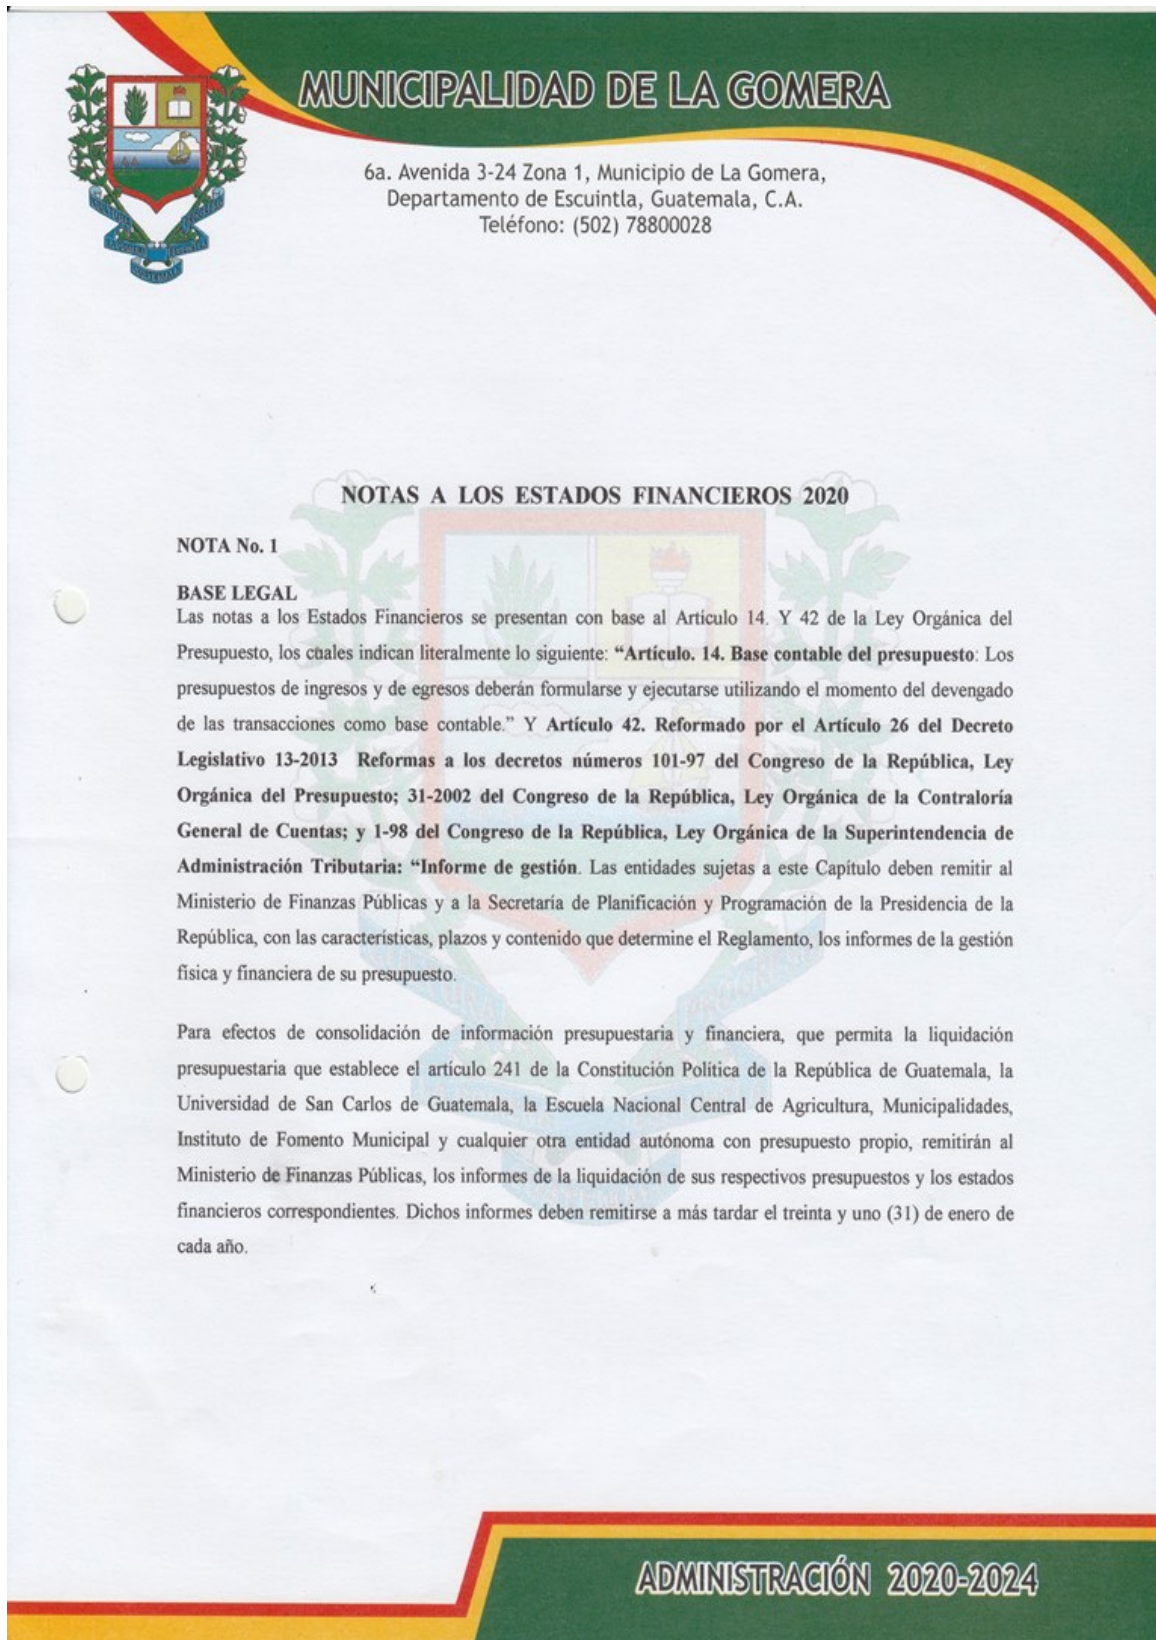 MUNICIPALIDAD DE LA GOMERA
6a. Avenida 3-24 Zona 1, Municipio de La Gomera,
Departamento de Escuintla, Guatemala, C.A.
Teléfono: (502) 78800028
NOTAS A LOS ESTADOS FINANCIEROS 2020
NOTA No. 1
BASE LEGAL
Las notas a los Estados Financieros se presentan con base al Artículo 14. Y 42 de la Ley Orgánica del
Presupuesto, los cuales indican literalmente lo siguiente: “Artículo. 14. Base contable del presupuesto: Los
presupuestos de ingresos y de egresos deberán formularse y ejecutarse utilizando el momento del devengado
de las transacciones como base contable.” Y Artículo 42. Reformado por el Artículo 26 del Decreto
Legislativo 13-2013 Reformas a los decretos números 101-97 del Congreso de la República, Ley
Orgánica del Presupuesto; 31-2002 del Congreso de la República, Ley Orgánica de la Contraloría
General de Cuentas; y 1-98 del Congreso de la República, Ley Orgánica de la Superintendencia de
Administración Tributaria: “Informe de gestión. Las entidades sujetas a este Capítulo deben remitir al
Ministerio de Finanzas Públicas y a la Secretaría de Planificación y Programación de la Presidencia de la
República, con las características, plazos y contenido que determine el Reglamento, los informes de la gestión
física y financiera de su presupuesto.
Para efectos de consolidación de información presupuestaria y financiera, que permita la liquidación
presupuestaria que establece el artículo 241 de la Constitución Política de la República de Guatemala, la
Universidad de San Carlos de Guatemala, la Escuela Nacional Central de Agricultura, Municipalidades,
Instituto de Fomento Municipal y cualquier otra entidad autónoma con presupuesto propio, remitirán al
Ministerio de Finanzas Públicas, los informes de la liquidación de sus respectivos presupuestos y los estados
financieros correspondientes. Dichos informes deben remitirse a más tardar el treinta y uno (31) de enero de
cada año.
ADMINISTRACIÓN 2020-2024